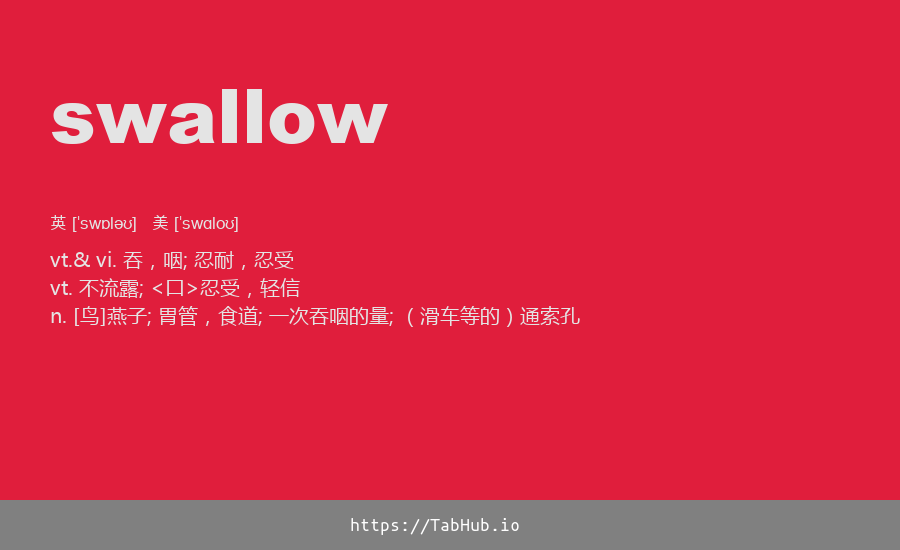 swallow
英 [ˈswɒləʊ] 美 [ˈswɑloʊ]
vt.& vi. 吞，咽; 忍耐，忍受
vt. 不流露; <口>忍受，轻信
n. [鸟]燕子; 胃管，食道; 一次吞咽的量; （滑车等的）通索孔
https://TabHub.io